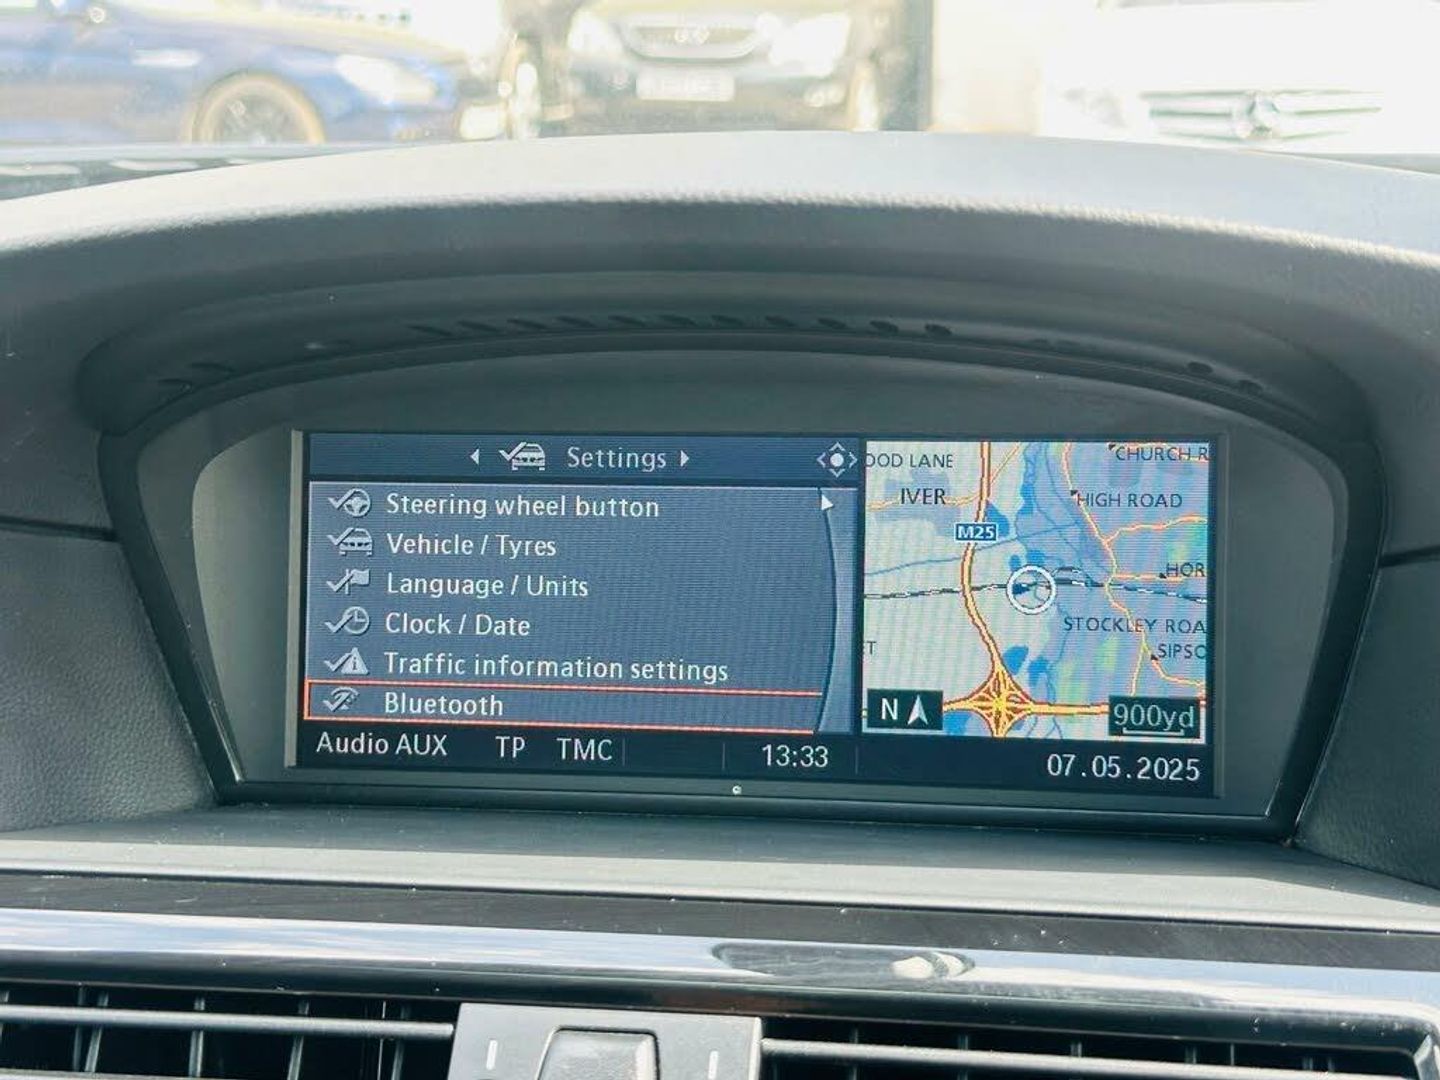 Settings
Steering wheel button
Vehicle / Tyres
Language / Units
Clock / Date
Traffic information settings
Bluetooth
Audio AUX TP TMC 13:33 07.05.2025
OOD LANE
CHURCH R
IVER
HIGH ROAD
M25
HOR
STOCKLEY ROA
SIPSO
N
900yd